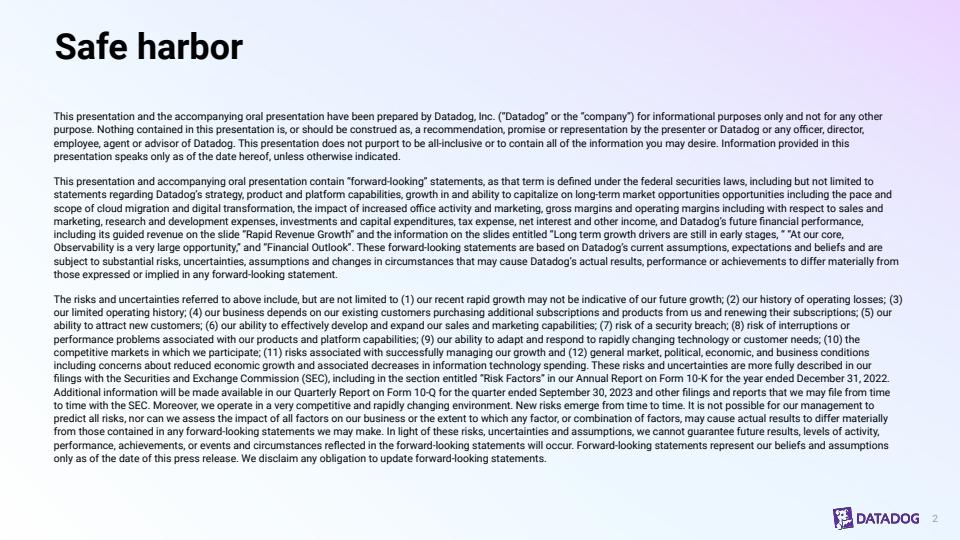 Safe harbor
This presentation and the accompanying oral presentation have been prepared by Datadog, Inc. (“Datadog” or the “company”) for informational purposes only and not for any other
purpose. Nothing contained in this presentation is, or should be construed as, a recommendation, promise or representation by the presenter or Datadog or any officer, director,
employee, agent or advisor of Datadog. This presentation does not purport to be all-inclusive or to contain all of the information you may desire. Information provided in this
presentation speaks only as of the date hereof, unless otherwise indicated.
This presentation and accompanying oral presentation contain “forward-looking” statements, as that term is defined under the federal securities laws, including but not limited to
statements regarding Datadog’s strategy, product and platform capabilities, growth in and ability to capitalize on long-term market opportunities opportunities including the pace and
scope of cloud migration and digital transformation, the impact of increased office activity and marketing, gross margins and operating margins including with respect to sales and
marketing, research and development expenses, investments and capital expenditures, tax expense, net interest and other income, and Datadog’s future financial performance,
including its guided revenue on the slide “Rapid Revenue Growth” and the information on the slides entitled “Long term growth drivers are still in early stages, “ “At our core,
Observability is a very large opportunity,” and “Financial Outlook”. These forward-looking statements are based on Datadog’s current assumptions, expectations and beliefs and are
subject to substantial risks, uncertainties, assumptions and changes in circumstances that may cause Datadog’s actual results, performance or achievements to differ materially from
those expressed or implied in any forward-looking statement.
The risks and uncertainties referred to above include, but are not limited to (1) our recent rapid growth may not be indicative of our future growth; (2) our history of operating losses; (3)
our limited operating history; (4) our business depends on our existing customers purchasing additional subscriptions and products from us and renewing their subscriptions; (5) our
ability to attract new customers; (6) our ability to effectively develop and expand our sales and marketing capabilities; (7) risk of a security breach; (8) risk of interruptions or
performance problems associated with our products and platform capabilities; (9) our ability to adapt and respond to rapidly changing technology or customer needs; (10) the
competitive markets in which we participate; (11) risks associated with successfully managing our growth and (12) general market, political, economic, and business conditions
including concerns about reduced economic growth and associated decreases in information technology spending. These risks and uncertainties are more fully described in our
filings with the Securities and Exchange Commission (SEC), including in the section entitled “Risk Factors” in our Annual Report on Form 10-K for the year ended December 31, 2022.
Additional information will be made available in our Quarterly Report on Form 10-Q for the quarter ended September 30, 2023 and other filings and reports that we may file from time
to time with the SEC. Moreover, we operate in a very competitive and rapidly changing environment. New risks emerge from time to time. It is not possible for our management to
predict all risks, nor can we assess the impact of all factors on our business or the extent to which any factor, or combination of factors, may cause actual results to differ materially
from those contained in any forward-looking statements we may make. In light of these risks, uncertainties and assumptions, we cannot guarantee future results, levels of activity,
performance, achievements, or events and circumstances reflected in the forward-looking statements will occur. Forward-looking statements represent our beliefs and assumptions
only as of the date of this press release. We disclaim any obligation to update forward-looking statements.
DATADOG
2